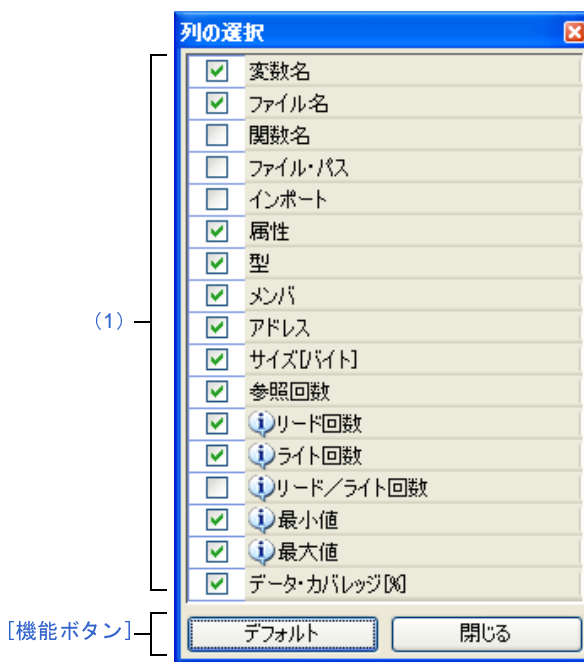 列の選択
変数名
ファイル名
関数名
ファイル・パス
インポート
属性
型
メンバ
(1)
アドレス
サイズ[バイト]
参照回数
リード回数
ライト回数
リード／ライト回数
最小値
最大値
データ・カバレッジ[%]
[機能ボタン]
デフォルト
閉じる